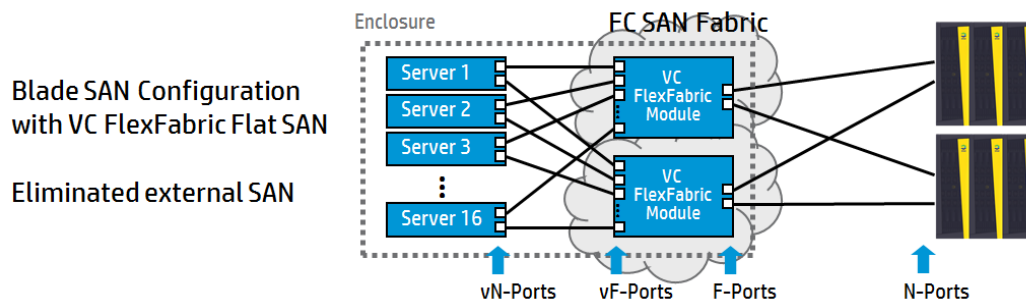 Enclosure
FC SAN Fabric
Blade SAN Configuration
with VC FlexFabric Flat SAN
Eliminated external SAN
Server 1
Server 2
Server 3
Server 16
VC
FlexFabric
Module
VC
FlexFabric
Module
vN-Ports
vF-Ports
F-Ports
N-Ports